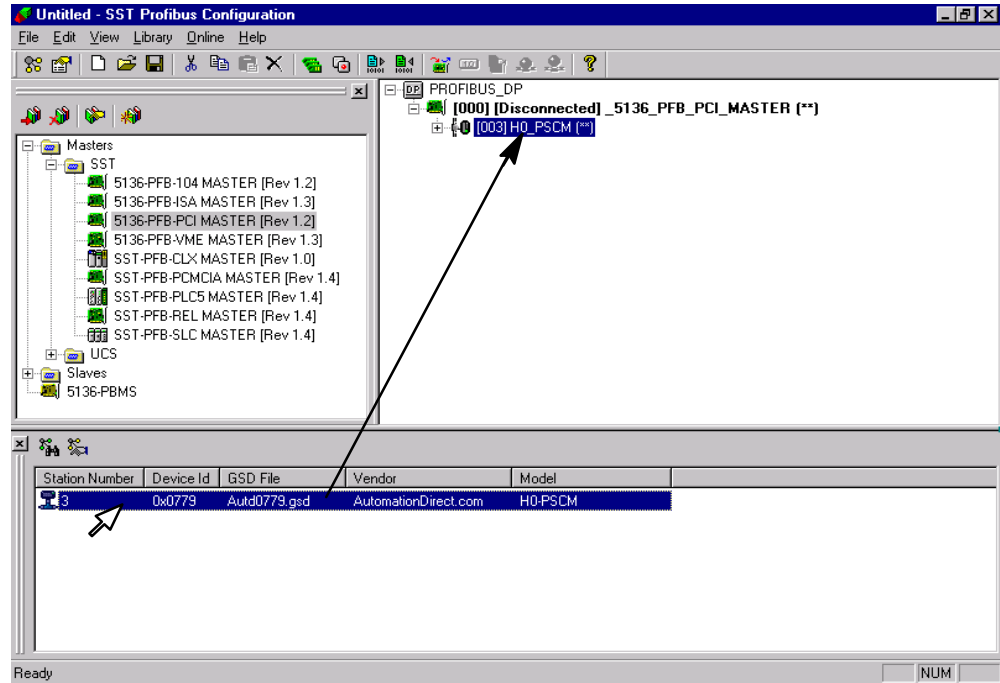 Untitled - SST Profibus Configuration
File Edit View Library Online Help
PROFIBUS_DP
[000] [Disconnected] _5136_PFB_PCI_MASTER (**)
[003] H0_PSCM (**)
Masters
SST
5136-PFB-104 MASTER [Rev 1.2]
5136-PFB-ISA MASTER [Rev 1.3]
5136-PFB-PCI MASTER [Rev 1.2]
5136-PFB-VME MASTER [Rev 1.3]
SST-PFB-CLX MASTER [Rev 1.0]
SST-PFB-PCMCIA MASTER [Rev 1.4]
SST-PFB-PLC5 MASTER [Rev 1.4]
SST-PFB-REL MASTER [Rev 1.4]
SST-PFB-SLC MASTER [Rev 1.4]
UCS
Slaves
5136-PBMS
Station Number Device Id GSD File Vendor Model
3 0x0779 Autd0779.gsd AutomationDirect.com H0-PSCM
Ready NUM